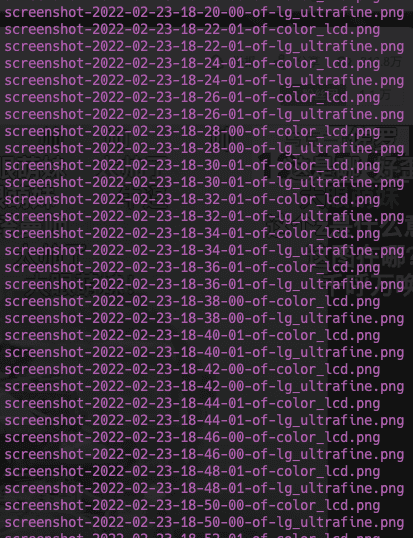 screenshot-2022-02-23-18-20-00-of-lg_ultrafine.png
screenshot-2022-02-23-18-22-01-of-color_lcd.png
screenshot-2022-02-23-18-22-01-of-lg_ultrafine.png
screenshot-2022-02-23-18-24-01-of-color_lcd.png
screenshot-2022-02-23-18-24-01-of-lg_ultrafine.png
screenshot-2022-02-23-18-26-01-of-color_lcd.png
screenshot-2022-02-23-18-26-01-of-lg_ultrafine.png
screenshot-2022-02-23-18-28-00-of-color_lcd.png
screenshot-2022-02-23-18-28-00-of-lg_ultrafine.png
screenshot-2022-02-23-18-30-01-of-color_lcd.png
screenshot-2022-02-23-18-30-01-of-lg_ultrafine.png
screenshot-2022-02-23-18-32-01-of-color_lcd.png
screenshot-2022-02-23-18-32-01-of-lg_ultrafine.png
screenshot-2022-02-23-18-34-01-of-color_lcd.png
screenshot-2022-02-23-18-34-01-of-lg_ultrafine.png
screenshot-2022-02-23-18-36-01-of-color_lcd.png
screenshot-2022-02-23-18-36-01-of-lg_ultrafine.png
screenshot-2022-02-23-18-38-00-of-color_lcd.png
screenshot-2022-02-23-18-38-00-of-lg_ultrafine.png
screenshot-2022-02-23-18-40-01-of-color_lcd.png
screenshot-2022-02-23-18-40-01-of-lg_ultrafine.png
screenshot-2022-02-23-18-42-00-of-color_lcd.png
screenshot-2022-02-23-18-42-00-of-lg_ultrafine.png
screenshot-2022-02-23-18-44-01-of-color_lcd.png
screenshot-2022-02-23-18-44-01-of-lg_ultrafine.png
screenshot-2022-02-23-18-46-00-of-color_lcd.png
screenshot-2022-02-23-18-46-00-of-lg_ultrafine.png
screenshot-2022-02-23-18-48-01-of-color_lcd.png
screenshot-2022-02-23-18-48-01-of-lg_ultrafine.png
screenshot-2022-02-23-18-50-00-of-color_lcd.png
screenshot-2022-02-23-18-50-00-of-lg_ultrafine.png